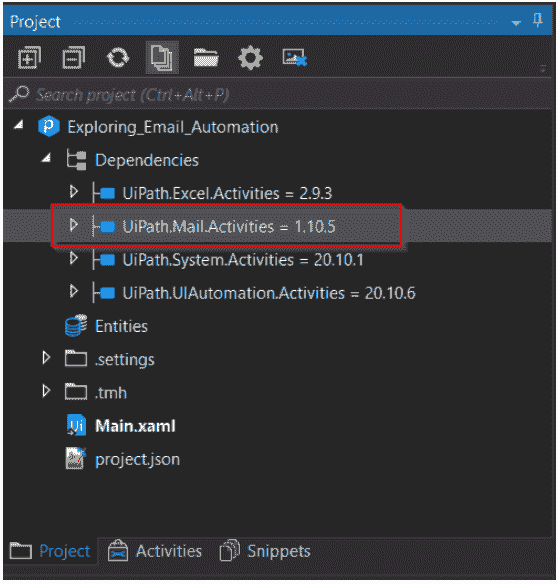 Project
Search project (Ctrl+Alt+P)
Exploring_Email_Automation
Dependencies
UiPath.Excel.Activities = 2.9.3
UiPath.Mail.Activities = 1.10.5
UiPath.System.Activities = 20.10.1
UiPath.UIAutomation.Activities = 20.10.6
Entities
.settings
.tmh
Ui Main.xaml
project.json
Project Activities Snippets